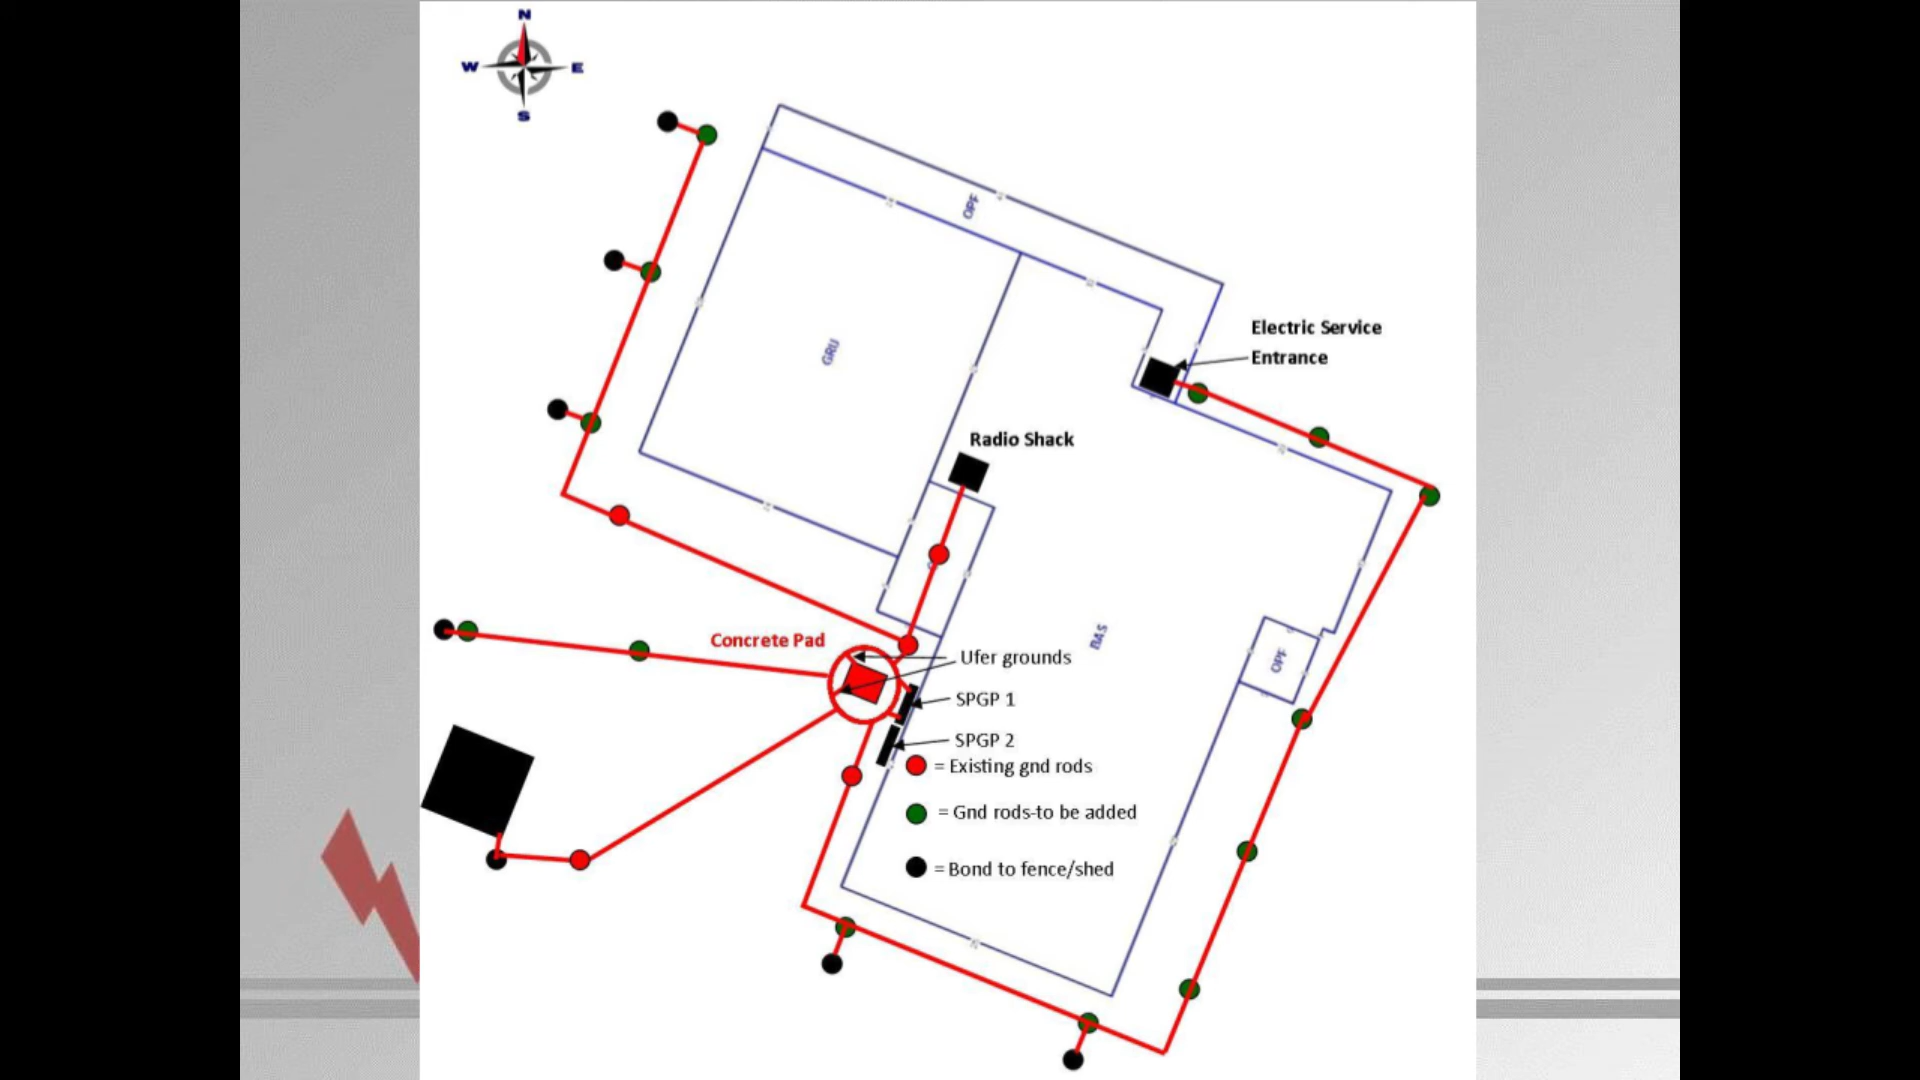 N
W E
S
OPF
GRU
Electric Service
Entrance
Radio Shack
Concrete Pad
Ufer grounds
BAS
OPF
SPGP 1
SPGP 2
= Existing gnd rods
= Gnd rods-to be added
= Bond to fence/shed